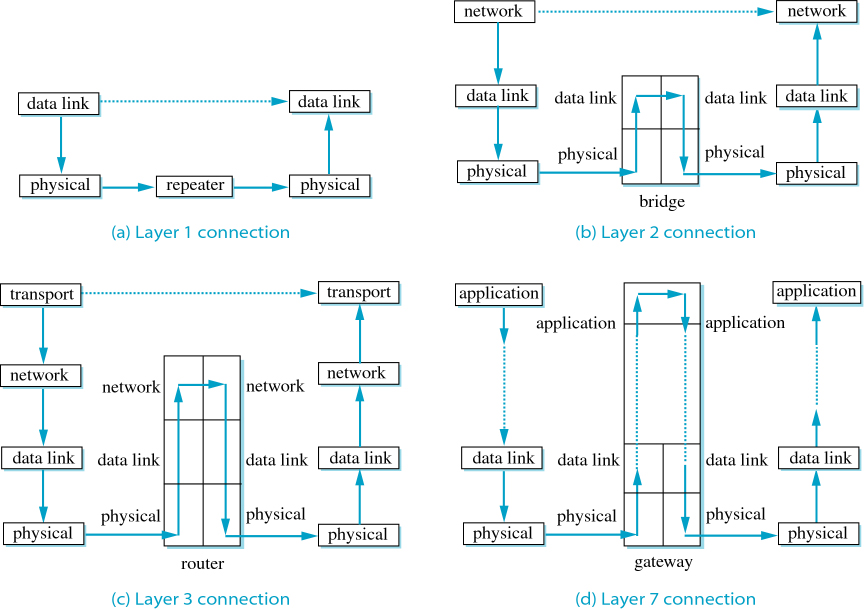 data link
data link
physical
repeater
physical
(a) Layer 1 connection
network
network
data link
data link
data link
data link
physical
physical
physical
physical
bridge
(b) Layer 2 connection
transport
transport
network
network
network
network
data link
data link
data link
data link
physical
physical
physical
physical
router
(c) Layer 3 connection
application
application
application
application
data link
data link
data link
data link
physical
physical
physical
physical
gateway
(d) Layer 7 connection